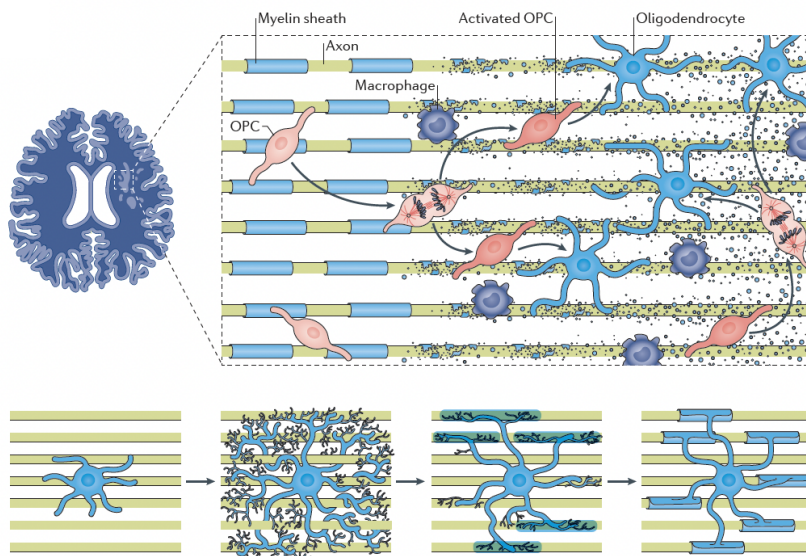 Myelin sheath
Activated OPC
Oligodendrocyte
Axon
Macrophage
OPC